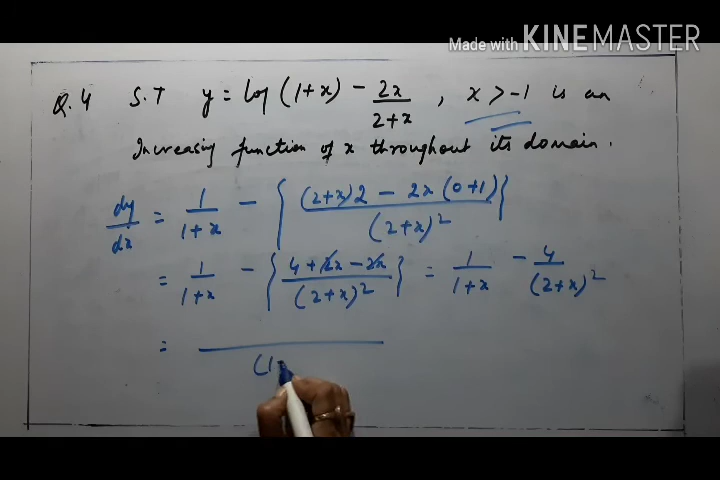 Made with KINEMASTER
Q.4 S.T y = log (1+x) - 2x/2+x , x > -1 is an
Increasing function of x throughout its domain.
dy/dx = 1/1+x - { (2+x)2 - 2x (0+1)/(2+x)² }
= 1/1+x - { 4+2x-2x/(2+x)² } = 1/1+x - 4/(2+x)²
= /(1